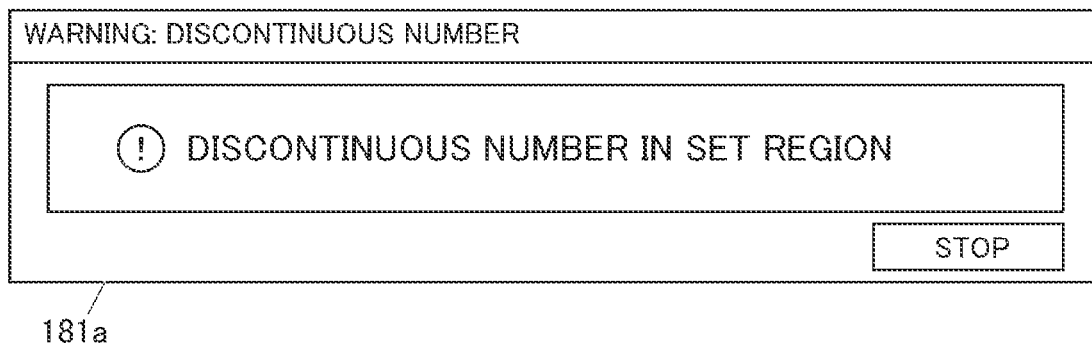 WARNING: DISCONTINUOUS NUMBER
! DISCONTINUOUS NUMBER IN SET REGION
STOP
181a